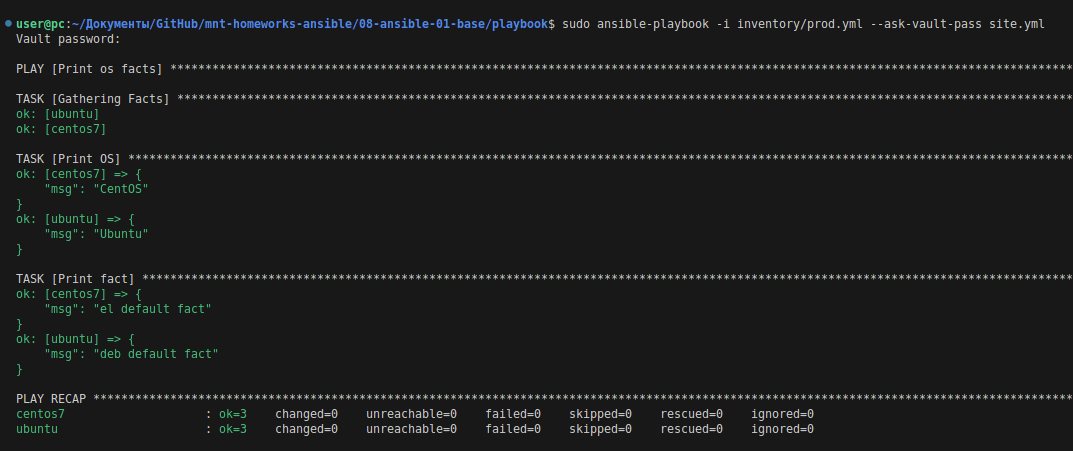 user@pc:~/Документы/GitHub/mnt-homeworks-ansible/08-ansible-01-base/playbook$ sudo ansible-playbook -i inventory/prod.yml --ask-vault-pass site.yml
Vault password:
PLAY [Print os facts] ***********************************************************************************************************************************
TASK [Gathering Facts] **********************************************************************************************************************************
ok: [ubuntu]
ok: [centos7]
TASK [Print OS] *****************************************************************************************************************************************
ok: [centos7] => {
    "msg": "CentOS"
}
ok: [ubuntu] => {
    "msg": "Ubuntu"
}
TASK [Print fact] ***************************************************************************************************************************************
ok: [centos7] => {
    "msg": "el default fact"
}
ok: [ubuntu] => {
    "msg": "deb default fact"
}
PLAY RECAP **********************************************************************************************************************************************
centos7                    : ok=3    changed=0    unreachable=0    failed=0    skipped=0    rescued=0    ignored=0
ubuntu                     : ok=3    changed=0    unreachable=0    failed=0    skipped=0    rescued=0    ignored=0